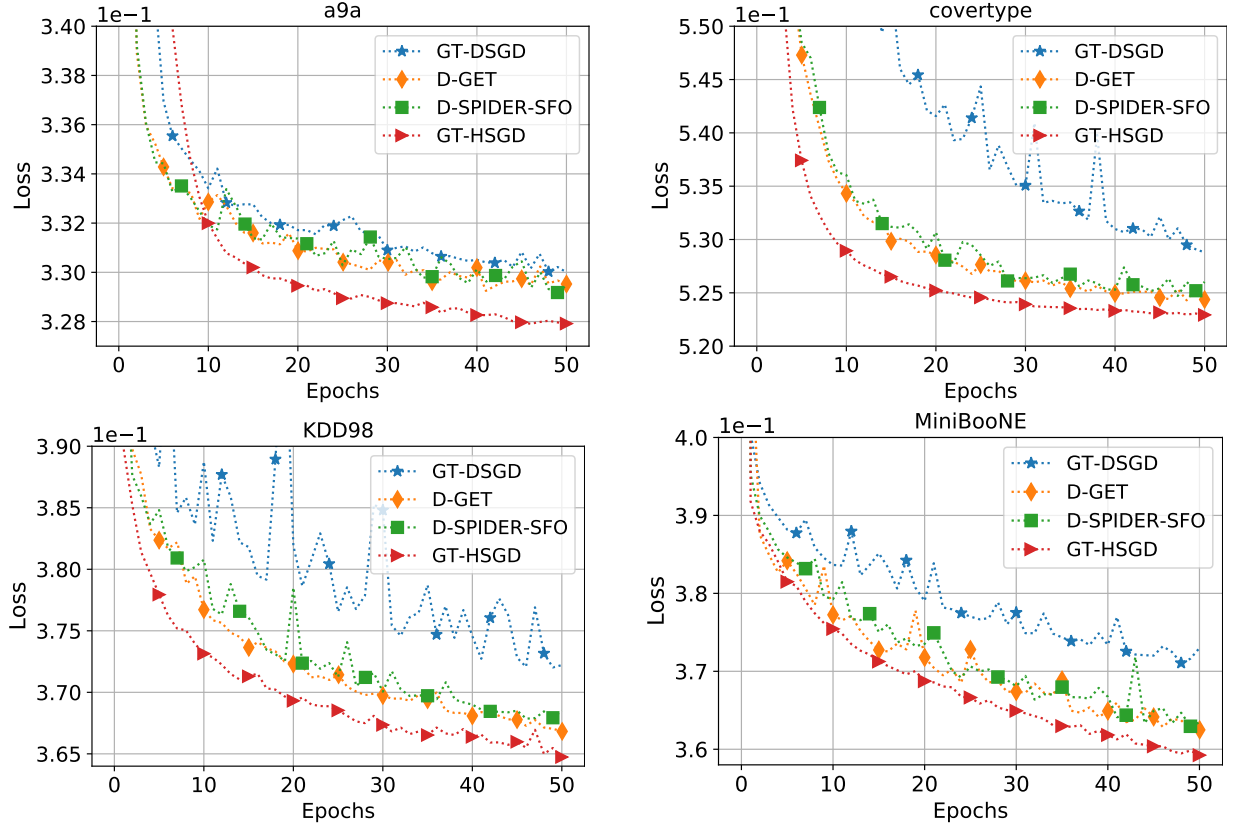 a9a
1e−1
3.40
3.38
3.36
3.34
3.32
3.30
3.28
Loss
0 10 20 30 40 50
Epochs
GT-DSGD
D-GET
D-SPIDER-SFO
GT-HSGD
covertype
1e−1
5.50
5.45
5.40
5.35
5.30
5.25
5.20
Loss
0 10 20 30 40 50
Epochs
GT-DSGD
D-GET
D-SPIDER-SFO
GT-HSGD
KDD98
1e−1
3.90
3.85
3.80
3.75
3.70
3.65
Loss
0 10 20 30 40 50
Epochs
GT-DSGD
D-GET
D-SPIDER-SFO
GT-HSGD
MiniBooNE
1e−1
4.0
3.9
3.8
3.7
3.6
Loss
0 10 20 30 40 50
Epochs
GT-DSGD
D-GET
D-SPIDER-SFO
GT-HSGD